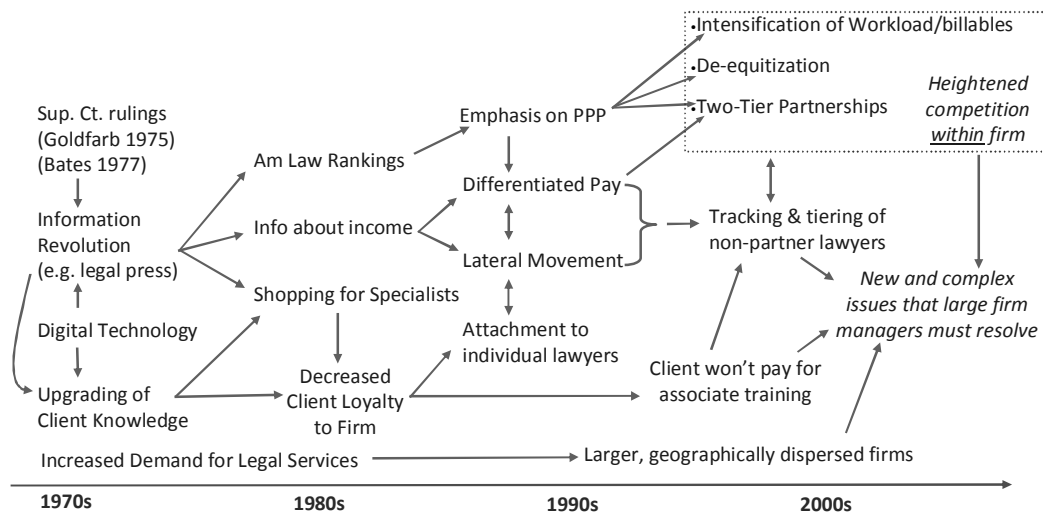 •Intensification of Workload/billables
•De-equitization
•Two-Tier Partnerships
Heightened
competition
within firm
Sup. Ct. rulings
(Goldfarb 1975)
(Bates 1977)
Emphasis on PPP
Am Law Rankings
Differentiated Pay
Information
Revolution
(e.g. legal press)
Info about income
Tracking & tiering of
non-partner lawyers
Lateral Movement
Shopping for Specialists
New and complex
issues that large firm
managers must resolve
Digital Technology
Attachment to
individual lawyers
Client won’t pay for
associate training
Upgrading of
Client Knowledge
Decreased
Client Loyalty
to Firm
Increased Demand for Legal Services
Larger, geographically dispersed firms
1970s
1980s
1990s
2000s